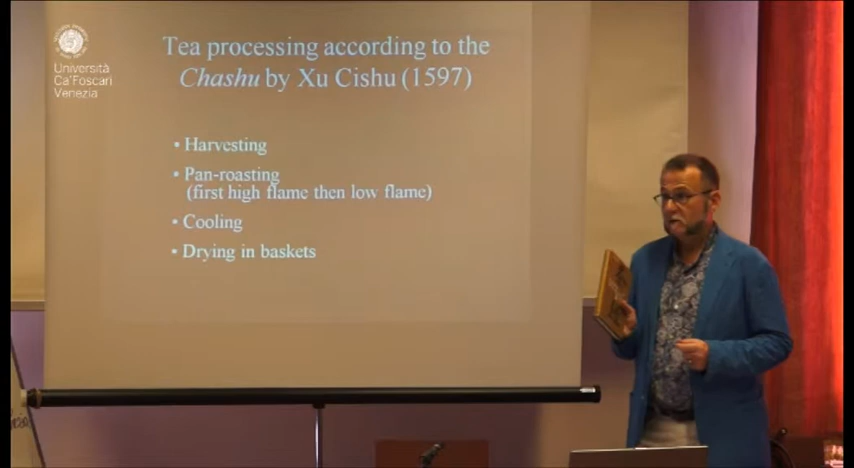 Università
Ca'Foscari
Venezia
Tea processing according to the
Chashu by Xu Cishu (1597)
• Harvesting
• Pan-roasting
(first high flame then low flame)
• Cooling
• Drying in baskets